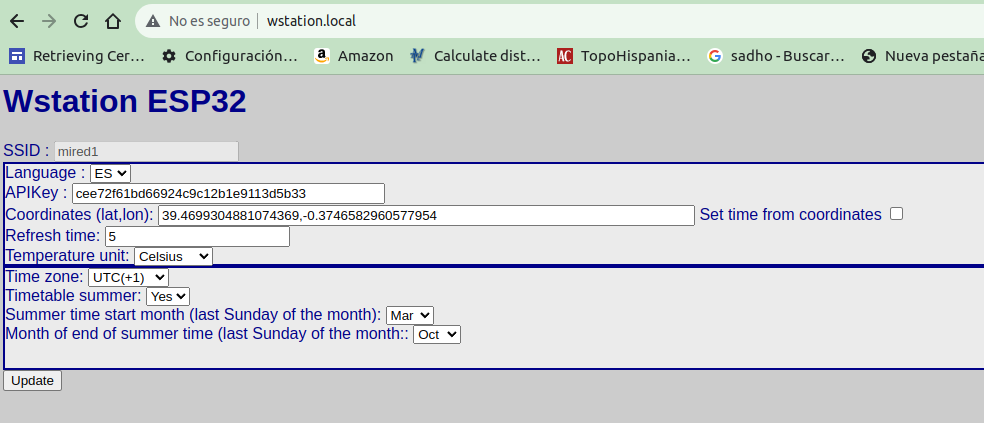 No es seguro wstation.local
Retrieving Cer... Configuración... Amazon Calculate dist... TopoHispania... sadho - Buscar... Nueva pestaña
Wstation ESP32
SSID : mired1
Language : ES
APIKey : cee72f61bd66924c9c12b1e9113d5b33
Coordinates (lat,lon): 39.4699304881074369,-0.3746582960577954 Set time from coordinates
Refresh time: 5
Temperature unit: Celsius
Time zone: UTC(+1)
Timetable summer: Yes
Summer time start month (last Sunday of the month): Mar
Month of end of summer time (last Sunday of the month:: Oct
Update